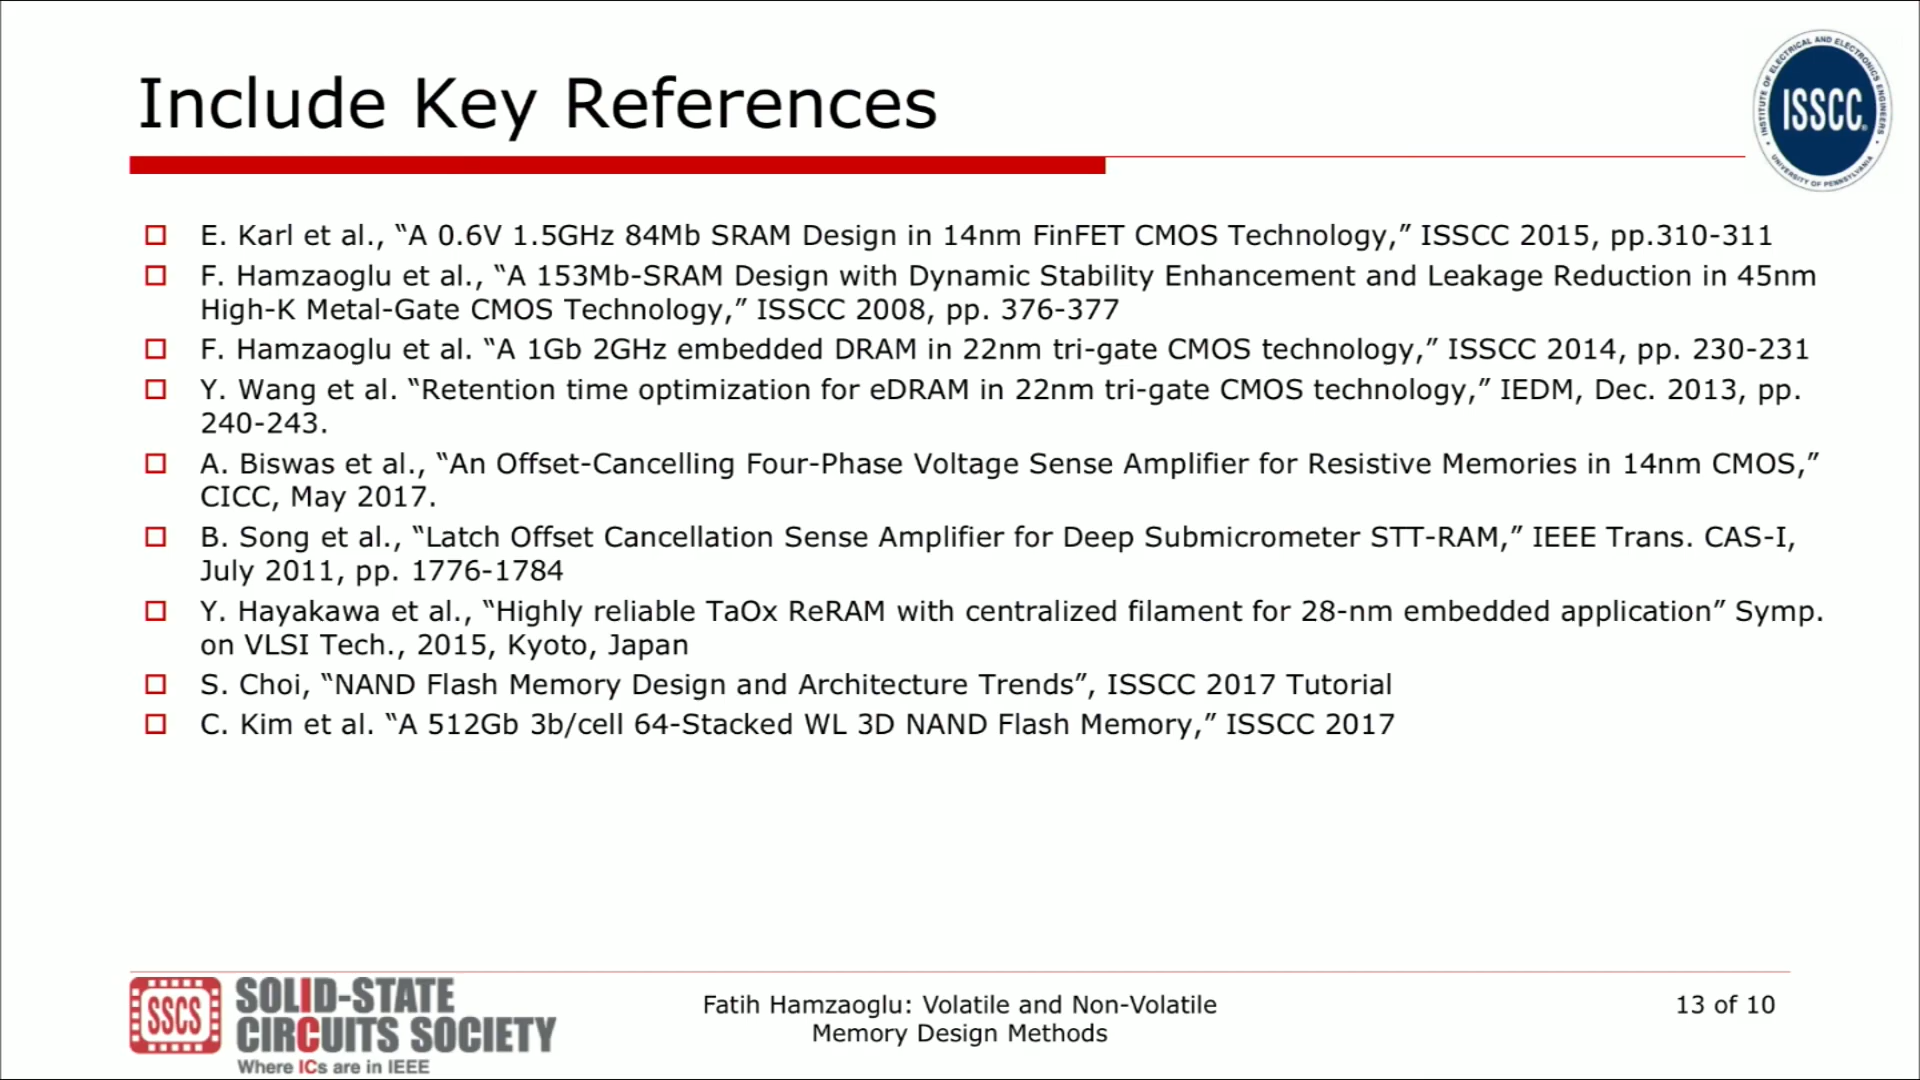 Include Key References
INSTITUTE OF ELECTRICAL AND ELECTRONICS ENGINEERS
ISSCC®
UNIVERSITY OF PENNSYLVANIA
E. Karl et al., “A 0.6V 1.5GHz 84Mb SRAM Design in 14nm FinFET CMOS Technology,” ISSCC 2015, pp.310-311
F. Hamzaoglu et al., “A 153Mb-SRAM Design with Dynamic Stability Enhancement and Leakage Reduction in 45nm
High-K Metal-Gate CMOS Technology,” ISSCC 2008, pp. 376-377
F. Hamzaoglu et al. “A 1Gb 2GHz embedded DRAM in 22nm tri-gate CMOS technology,” ISSCC 2014, pp. 230-231
Y. Wang et al. “Retention time optimization for eDRAM in 22nm tri-gate CMOS technology,” IEDM, Dec. 2013, pp.
240-243.
A. Biswas et al., “An Offset-Cancelling Four-Phase Voltage Sense Amplifier for Resistive Memories in 14nm CMOS,”
CICC, May 2017.
B. Song et al., “Latch Offset Cancellation Sense Amplifier for Deep Submicrometer STT-RAM,” IEEE Trans. CAS-I,
July 2011, pp. 1776-1784
Y. Hayakawa et al., “Highly reliable TaOx ReRAM with centralized filament for 28-nm embedded application” Symp.
on VLSI Tech., 2015, Kyoto, Japan
S. Choi, “NAND Flash Memory Design and Architecture Trends”, ISSCC 2017 Tutorial
C. Kim et al. “A 512Gb 3b/cell 64-Stacked WL 3D NAND Flash Memory,” ISSCC 2017
SSCS
SOLID-STATE
CIRCUITS SOCIETY
Where ICs are in IEEE
Fatih Hamzaoglu: Volatile and Non-Volatile
Memory Design Methods
13 of 10